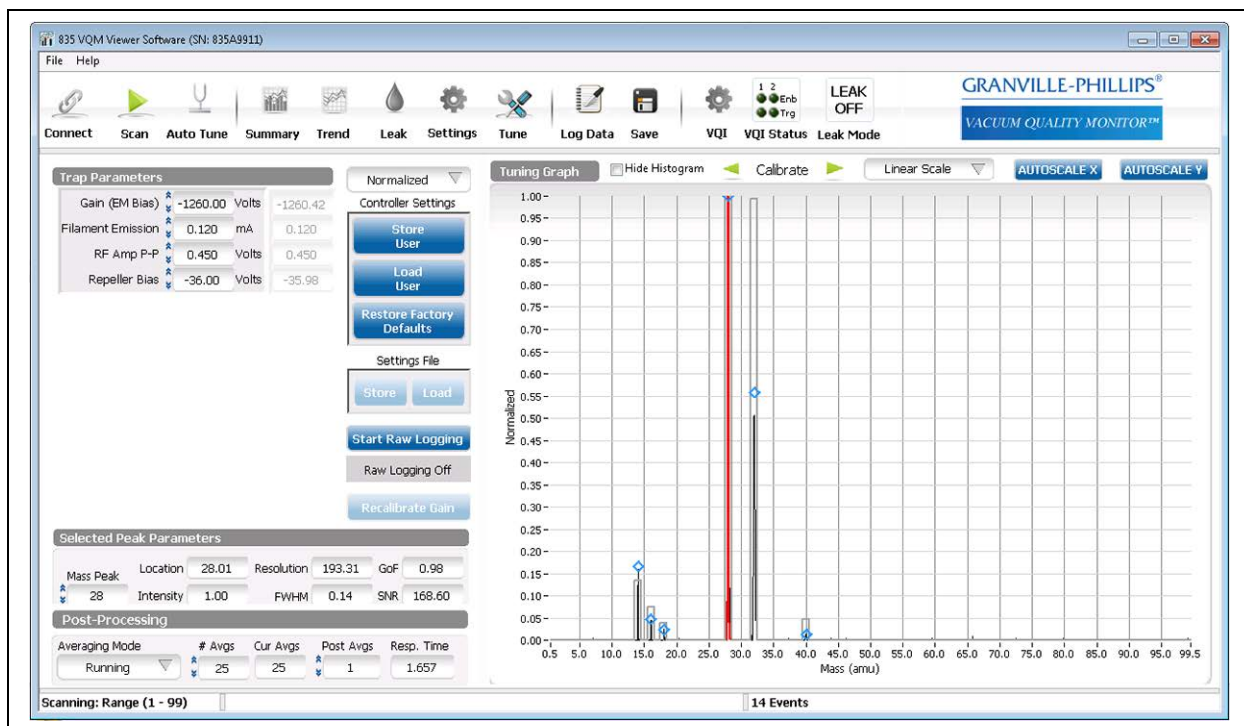 835 VQM Viewer Software (SN: 835A9911)
File Help
Connect Scan Auto Tune Summary Trend Leak Settings Tune Log Data Save VQI VQI Status Leak Mode
1 2
Enb
Trg
LEAK
OFF
GRANVILLE-PHILLIPS®
VACUUM QUALITY MONITOR™
Trap Parameters
Gain (EM Bias) -1260.00 Volts -1260.42
Filament Emission 0.120 mA 0.120
RF Amp P-P 0.450 Volts 0.450
Repeller Bias -36.00 Volts -35.98
Normalized
Controller Settings
Store
User
Load
User
Restore Factory
Defaults
Settings File
Store Load
Start Raw Logging
Raw Logging Off
Recalibrate Gain
Selected Peak Parameters
Mass Peak
28
Location 28.01 Resolution 193.31 GoF 0.98
Intensity 1.00 FWHM 0.14 SNR 168.60
Post-Processing
Averaging Mode # Avgs Cur Avgs Post Avgs Resp. Time
Running 25 25 1 1.657
Tuning Graph Hide Histogram Calibrate Linear Scale AUTOSCALE X AUTOSCALE Y
1.00
0.95
0.90
0.85
0.80
0.75
0.70
0.65
0.60
0.55
0.50
0.45
0.40
0.35
0.30
0.25
0.20
0.15
0.10
0.05
0.00
Normalized
0.5 5.0 10.0 15.0 20.0 25.0 30.0 35.0 40.0 45.0 50.0 55.0 60.0 65.0 70.0 75.0 80.0 85.0 90.0 95.0 99.5
Mass (amu)
Scanning: Range (1 - 99)
14 Events